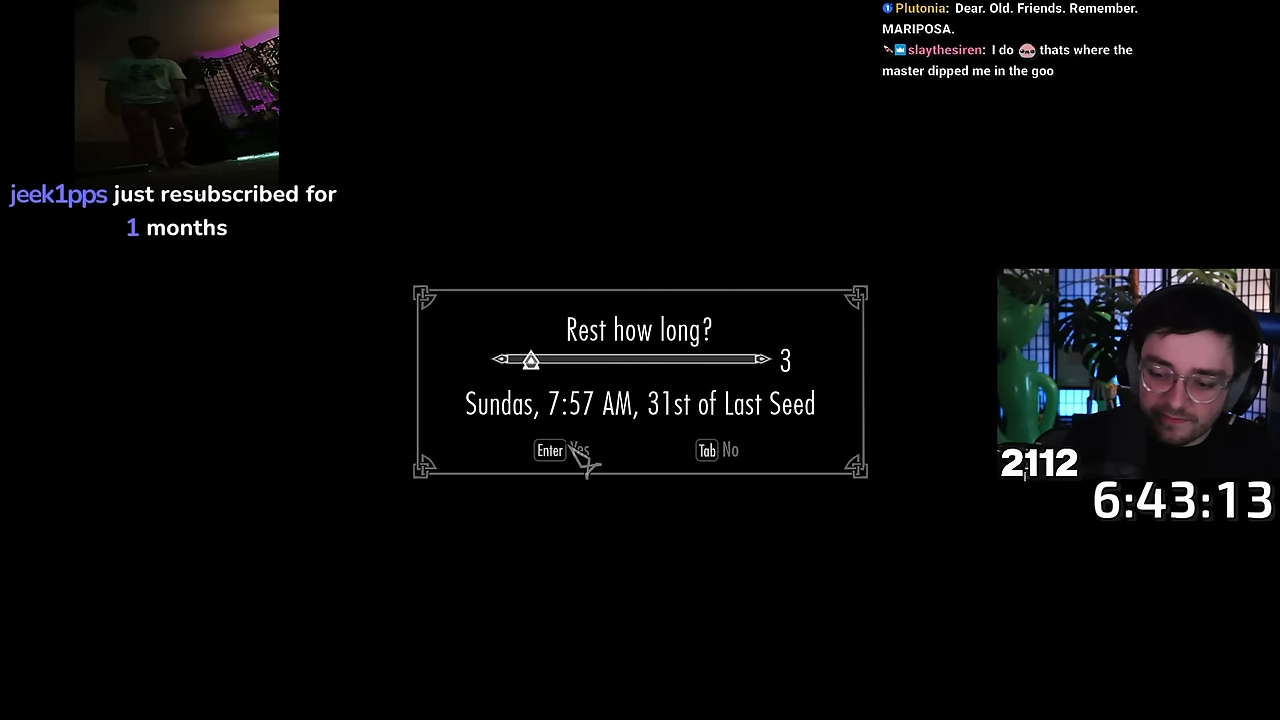 Plutonia: Dear. Old. Friends. Remember.
MARIPOSA.
slaythesiren: I do thats where the
master dipped me in the goo
jeek1pps just resubscribed for
1 months
Rest how long?
3
Sundas, 7:57 AM, 31st of Last Seed
Enter Yes
Tab No
2112
6:43:13